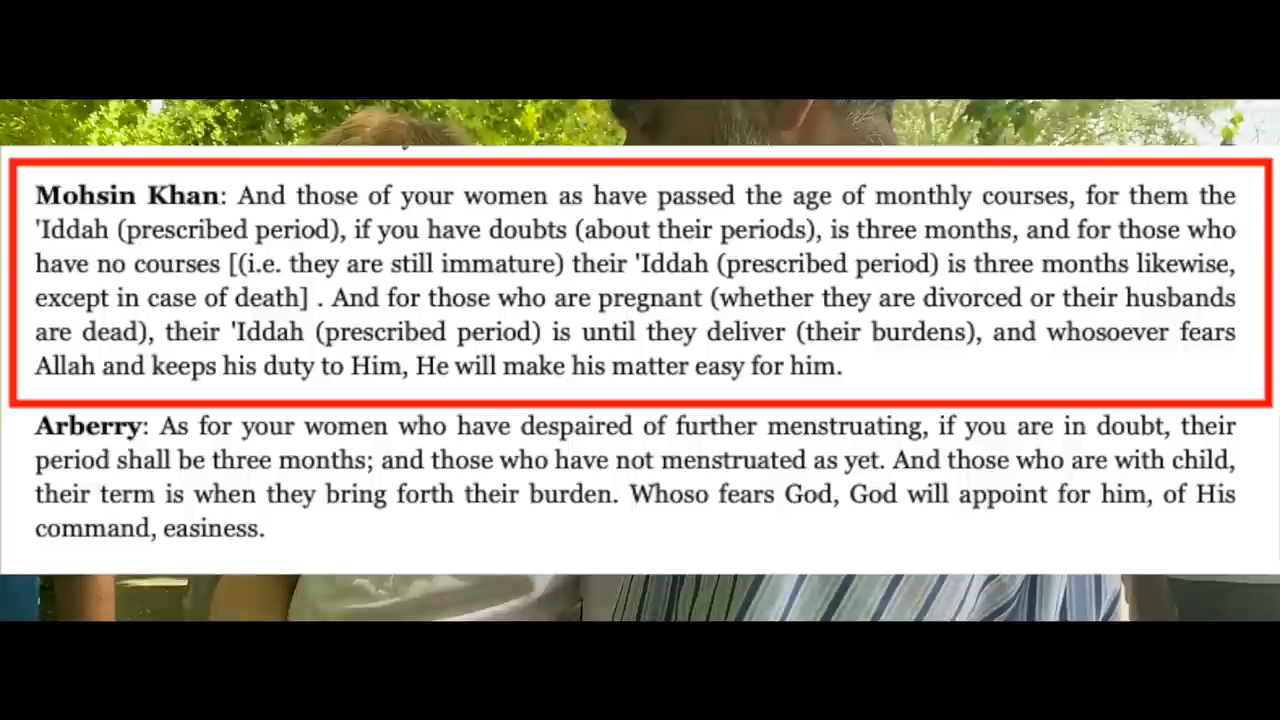 Mohsin Khan: And those of your women as have passed the age of monthly courses, for them the
'Iddah (prescribed period), if you have doubts (about their periods), is three months, and for those who
have no courses [(i.e. they are still immature) their 'Iddah (prescribed period) is three months likewise,
except in case of death] . And for those who are pregnant (whether they are divorced or their husbands
are dead), their 'Iddah (prescribed period) is until they deliver (their burdens), and whosoever fears
Allah and keeps his duty to Him, He will make his matter easy for him.
Arberry: As for your women who have despaired of further menstruating, if you are in doubt, their
period shall be three months; and those who have not menstruated as yet. And those who are with child,
their term is when they bring forth their burden. Whoso fears God, God will appoint for him, of His
command, easiness.